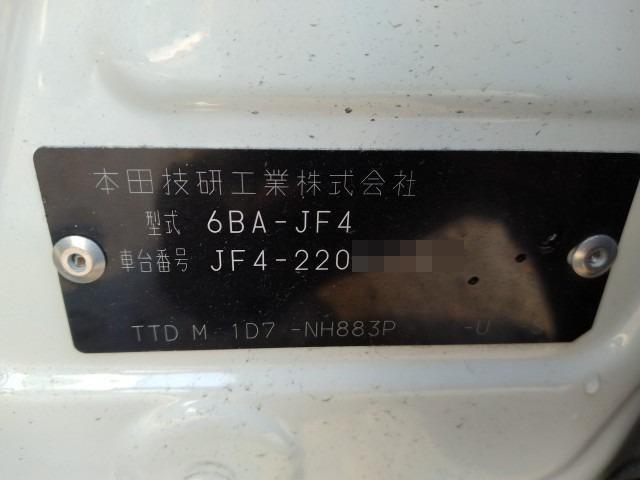 本田技研工業株式会社
型式 6BA-JF4
車台番号 JF4-220
TTD M 1D7 -NH883P -U